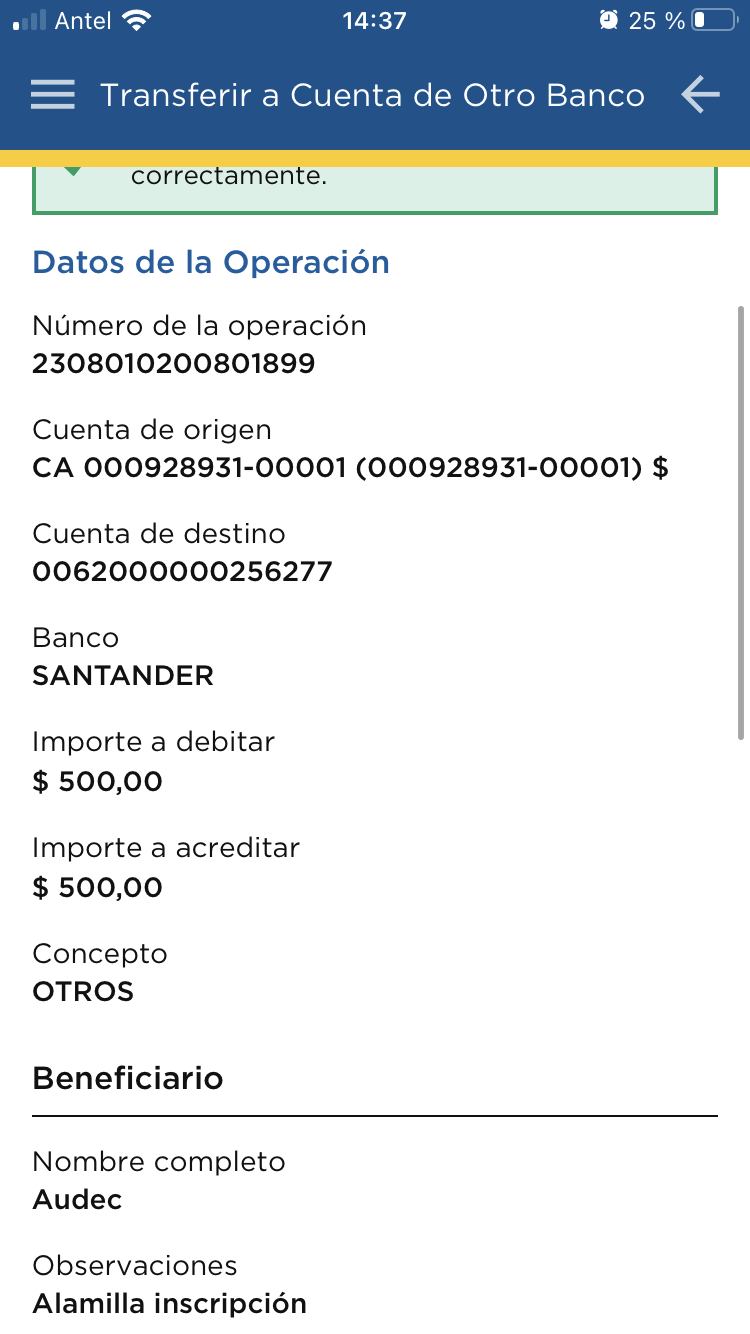 Antel 14:37 25 %
Transferir a Cuenta de Otro Banco
correctamente.
Datos de la Operación
Número de la operación
2308010200801899
Cuenta de origen
CA 000928931-00001 (000928931-00001) $
Cuenta de destino
0062000000256277
Banco
SANTANDER
Importe a debitar
$ 500,00
Importe a acreditar
$ 500,00
Concepto
OTROS
Beneficiario
Nombre completo
Audec
Observaciones
Alamilla inscripción